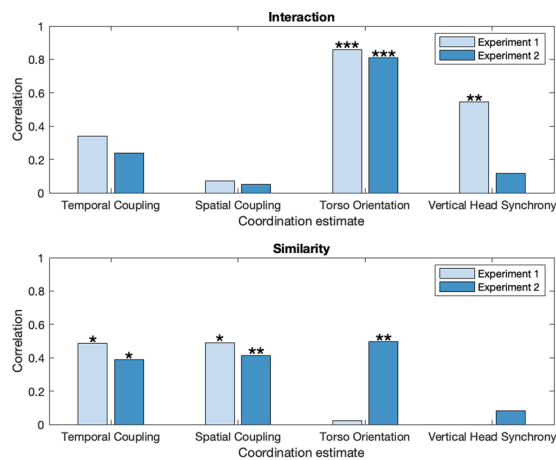 Interaction
1
0.8
0.6
0.4
0.2
0
Correlation
Experiment 1
Experiment 2
*** *** **
Temporal Coupling Spatial Coupling Torso Orientation Vertical Head Synchrony
Coordination estimate
Similarity
1
0.8
0.6
0.4
0.2
0
Correlation
Experiment 1
Experiment 2
* * * ** **
Temporal Coupling Spatial Coupling Torso Orientation Vertical Head Synchrony
Coordination estimate